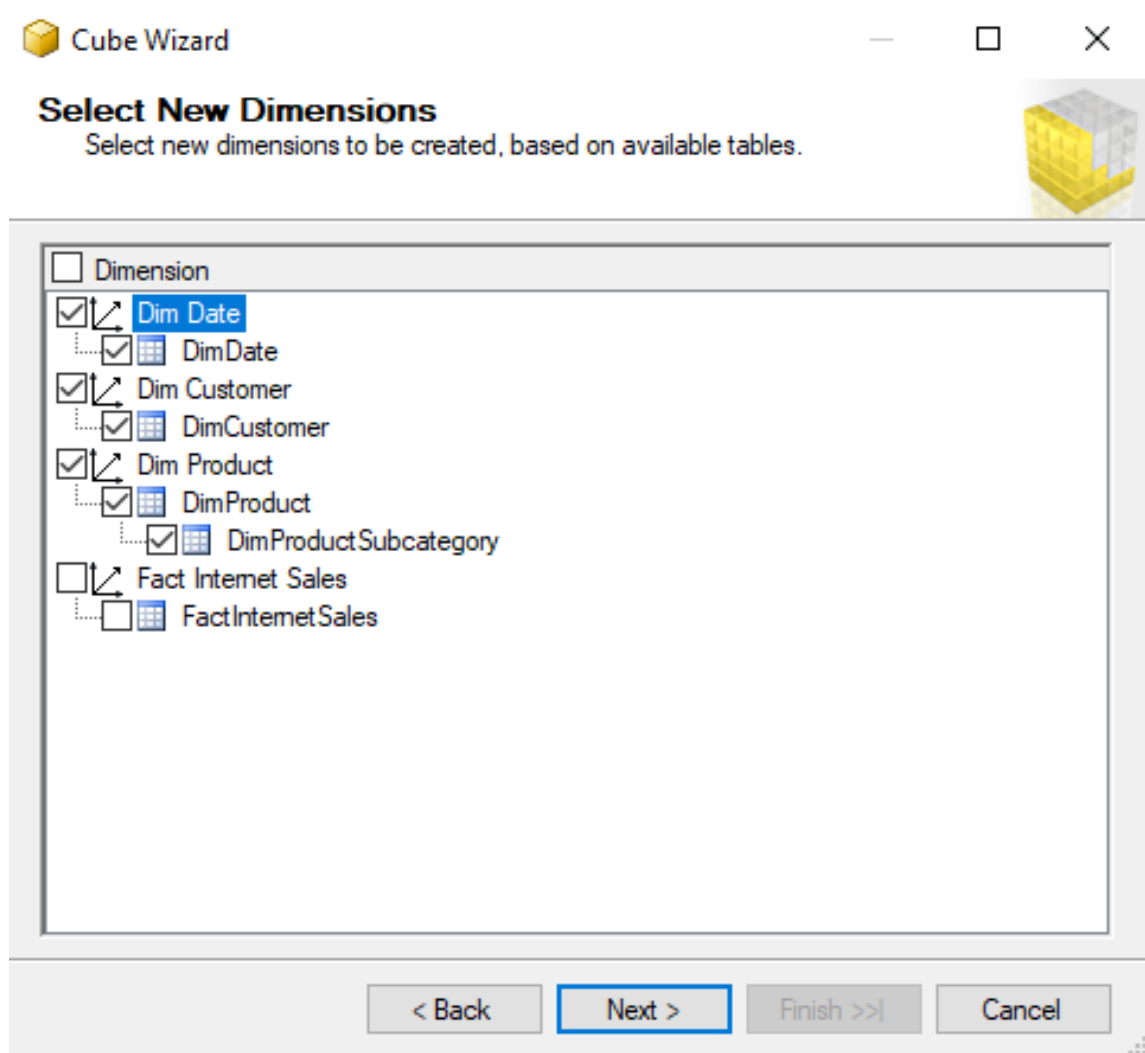 Cube Wizard
Select New Dimensions
Select new dimensions to be created, based on available tables.
Dimension
Dim Date
DimDate
Dim Customer
DimCustomer
Dim Product
DimProduct
DimProductSubcategory
Fact Internet Sales
FactInternetSales
< Back
Next >
Finish >>|
Cancel